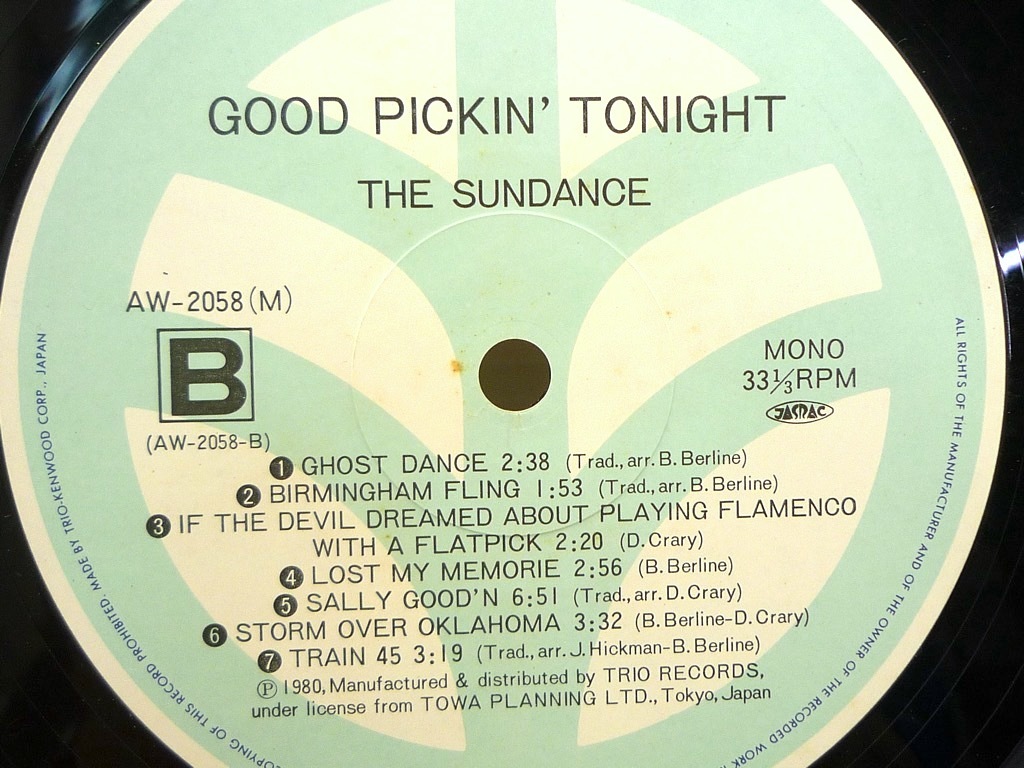 GOOD PICKIN' TONIGHT
THE SUNDANCE
AW-2058(M)
B
(AW-2058-B)
MONO
33⅓RPM
JASRAC
❶ GHOST DANCE 2:38 (Trad., arr. B. Berline)
❷ BIRMINGHAM FLING 1:53 (Trad., arr. B. Berline)
❸ IF THE DEVIL DREAMED ABOUT PLAYING FLAMENCO
WITH A FLATPICK 2:20 (D. Crary)
❹ LOST MY MEMORIE 2:56 (B. Berline)
❺ SALLY GOOD'N 6:51 (Trad., arr. D. Crary)
❻ STORM OVER OKLAHOMA 3:32 (B. Berline-D. Crary)
❼ TRAIN 45 3:19 (Trad., arr. J. Hickman-B. Berline)
Ⓟ 1980, Manufactured & distributed by TRIO RECORDS,
under license from TOWA PLANNING LTD., Tokyo, Japan
ALL RIGHTS OF THE MANUFACTURER AND OF THE OWNER OF THE RECORDED WORK
OF THIS RECORD PROHIBITED. MADE BY TRIO-KENWOOD CORP., JAPAN